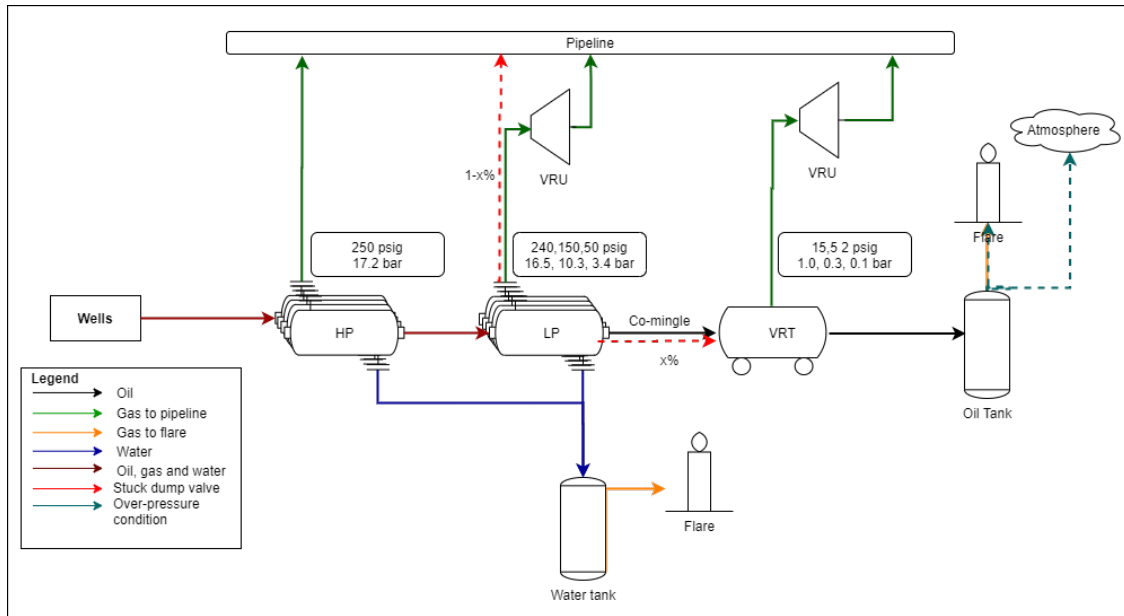 Pipeline
Atmosphere
1-x%
VRU
VRU
Flare
250 psig
17.2 bar
240,150,50 psig
16.5, 10.3, 3.4 bar
15,5 2 psig
1.0, 0.3, 0.1 bar
Wells
HP
LP
Co-mingle
x%
VRT
Oil Tank
Legend
Oil
Gas to pipeline
Gas to flare
Water
Oil, gas and water
Stuck dump valve
Over-pressure
condition
Flare
Water tank